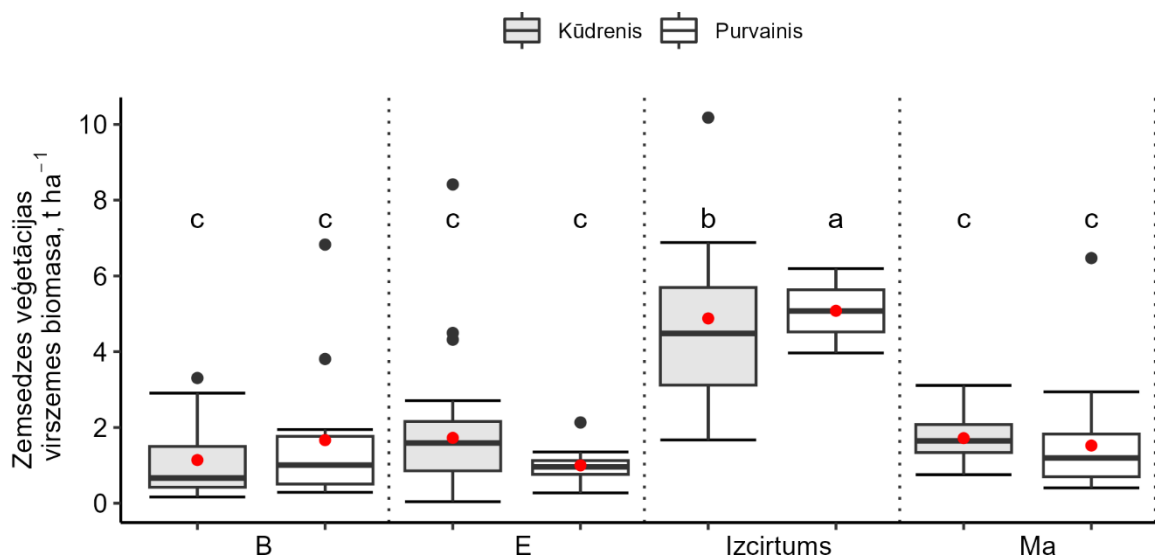 Kūdrenis Purvainis
Zemsedzes veģetācijas
virszemes biomasa, t ha⁻¹
10
8
6
4
2
0
c c c c b a c c
B E Izcirtums Ma